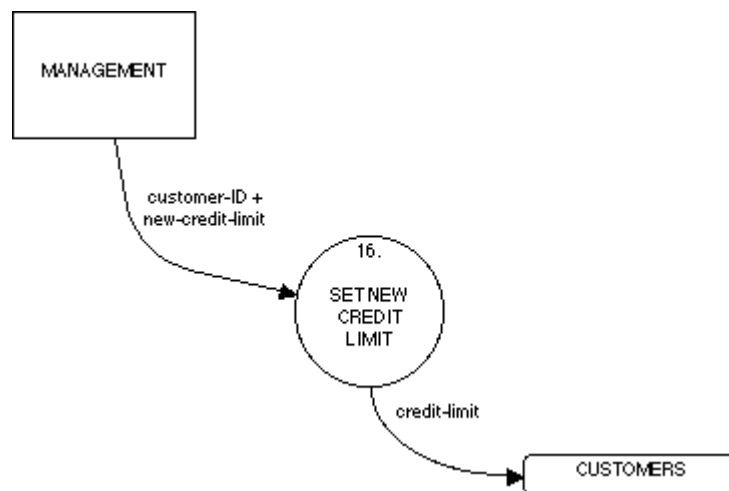 MANAGEMENT
customer-ID +
new-credit-limit
16.
SET NEW
CREDIT
LIMIT
credit-limit
CUSTOMERS